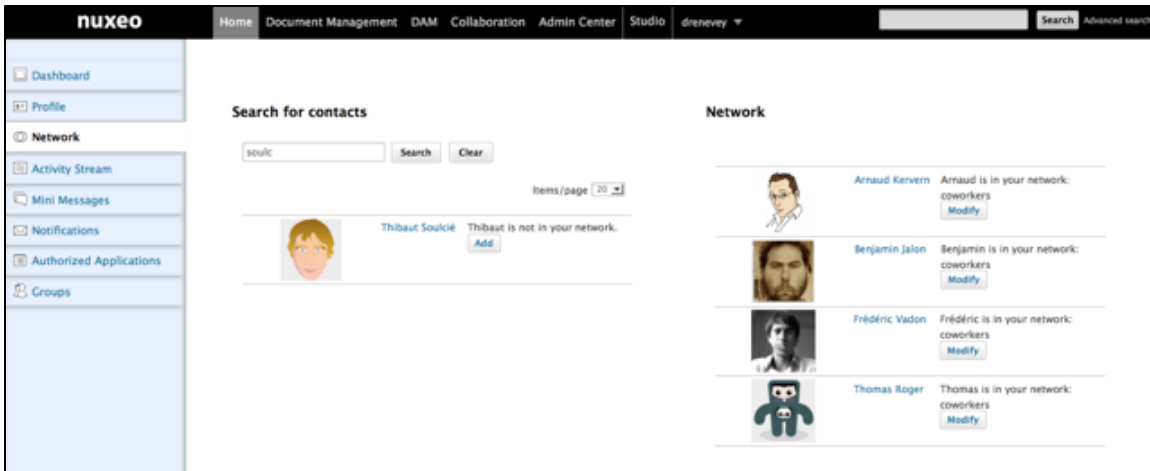 nuxeo
Home Document Management DAM Collaboration Admin Center Studio drenevey Search Advanced search
Dashboard
Profile
Network
Activity Stream
Mini Messages
Notifications
Authorized Applications
Groups
Search for contacts
soulc Search Clear
Items/page 20
Thibaut Soulcié Thibaut is not in your network.
Add
Network
Arnaud Kervern Arnaud is in your network:
coworkers
Modify
Benjamin Jalon Benjamin is in your network:
coworkers
Modify
Frédéric Vadon Frédéric is in your network:
coworkers
Modify
Thomas Roger Thomas is in your network:
coworkers
Modify